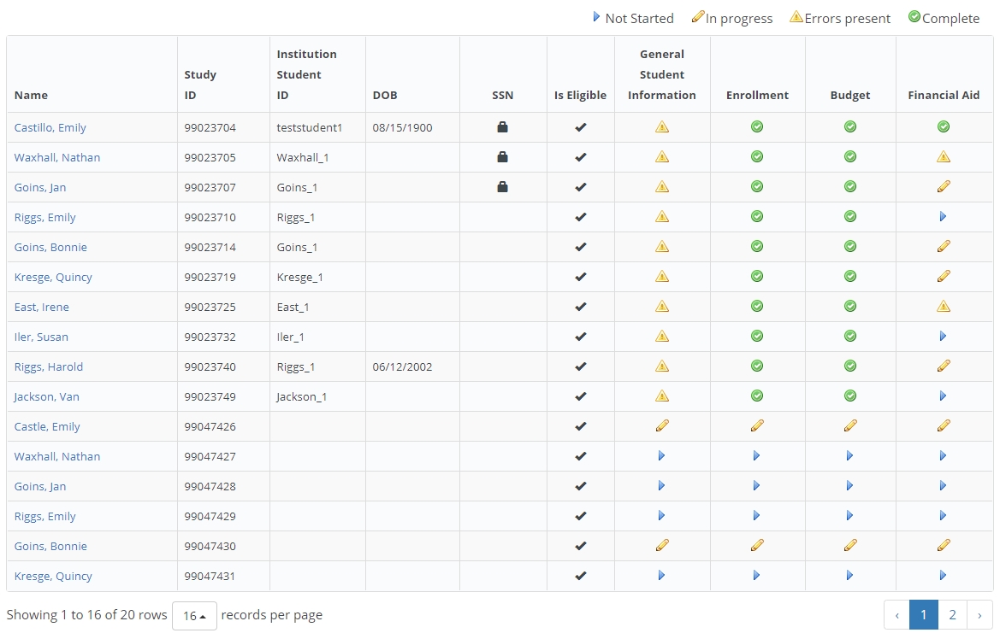 Not Started In progress Errors present Complete
Name Study ID Institution Student ID DOB SSN Is Eligible General Student Information Enrollment Budget Financial Aid
Castillo, Emily 99023704 teststudent1 08/15/1900
Waxhall, Nathan 99023705 Waxhall_1
Goins, Jan 99023707 Goins_1
Riggs, Emily 99023710 Riggs_1
Goins, Bonnie 99023714 Goins_1
Kresge, Quincy 99023719 Kresge_1
East, Irene 99023725 East_1
Iler, Susan 99023732 Iler_1
Riggs, Harold 99023740 Riggs_1 06/12/2002
Jackson, Van 99023749 Jackson_1
Castle, Emily 99047426
Waxhall, Nathan 99047427
Goins, Jan 99047428
Riggs, Emily 99047429
Goins, Bonnie 99047430
Kresge, Quincy 99047431
Showing 1 to 16 of 20 rows 16 records per page ‹ 1 2 ›